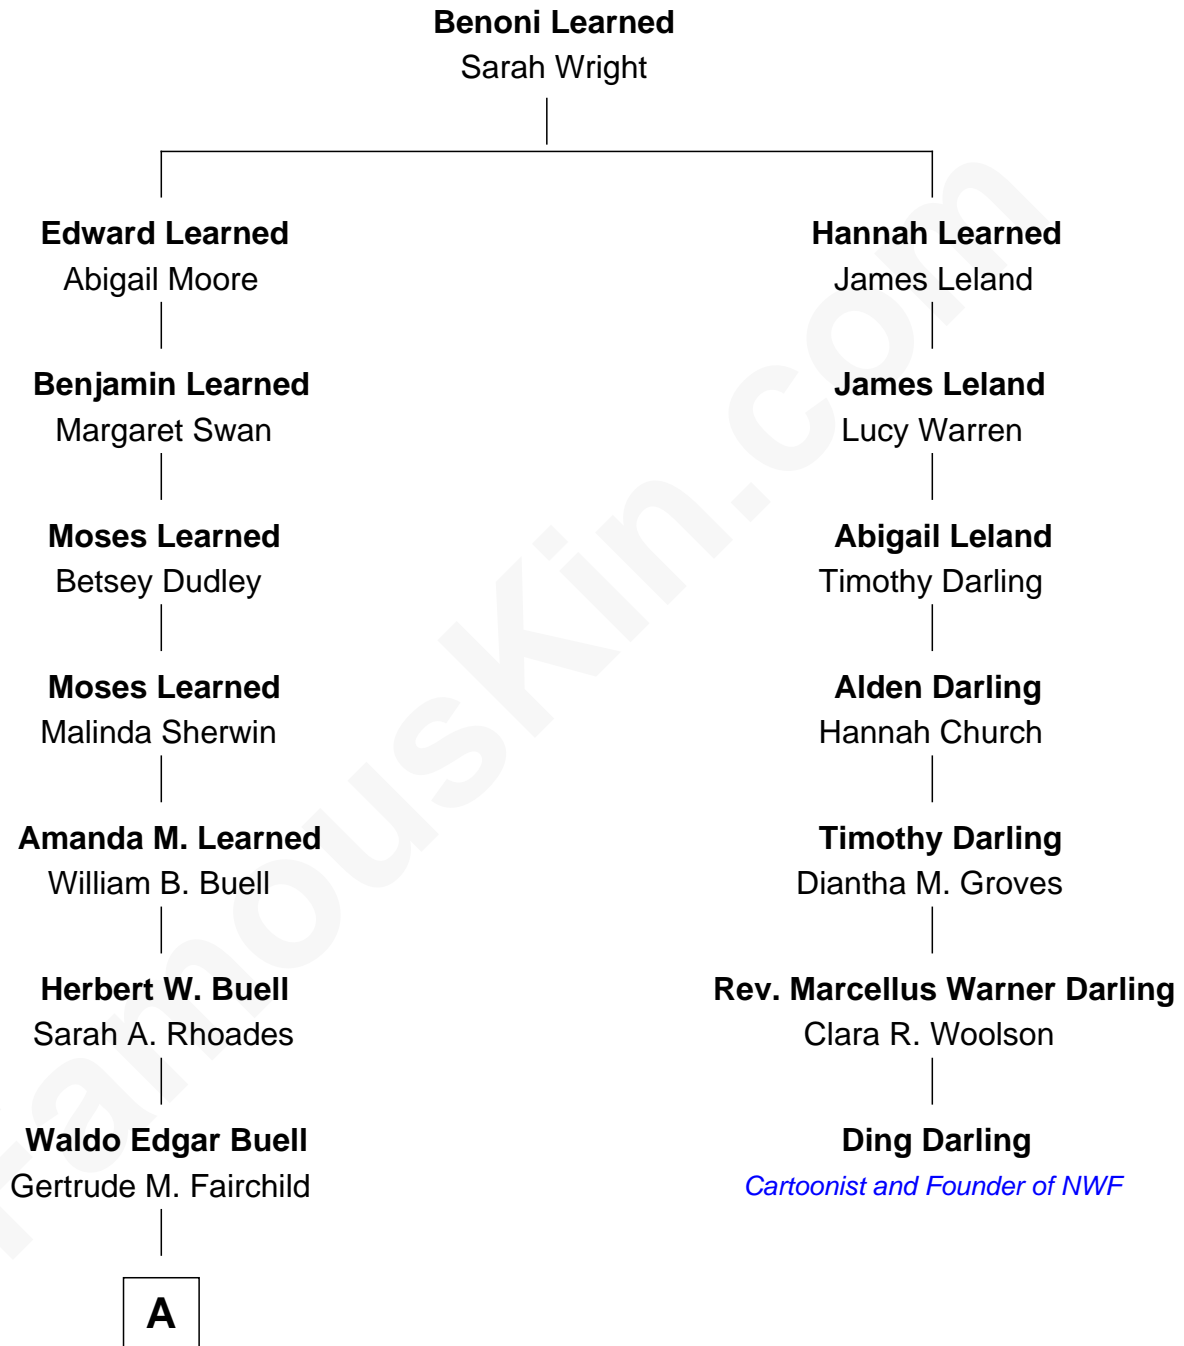 Benoni Learned
Sarah Wright
Edward Learned
Abigail Moore
Hannah Learned
James Leland
Benjamin Learned
Margaret Swan
James Leland
Lucy Warren
Moses Learned
Betsey Dudley
Abigail Leland
Timothy Darling
Moses Learned
Malinda Sherwin
Alden Darling
Hannah Church
Amanda M. Learned
William B. Buell
Timothy Darling
Diantha M. Groves
Herbert W. Buell
Sarah A. Rhoades
Rev. Marcellus Warner Darling
Clara R. Woolson
Waldo Edgar Buell
Gertrude M. Fairchild
Ding Darling
Cartoonist and Founder of NWF
A
FamousKin.com